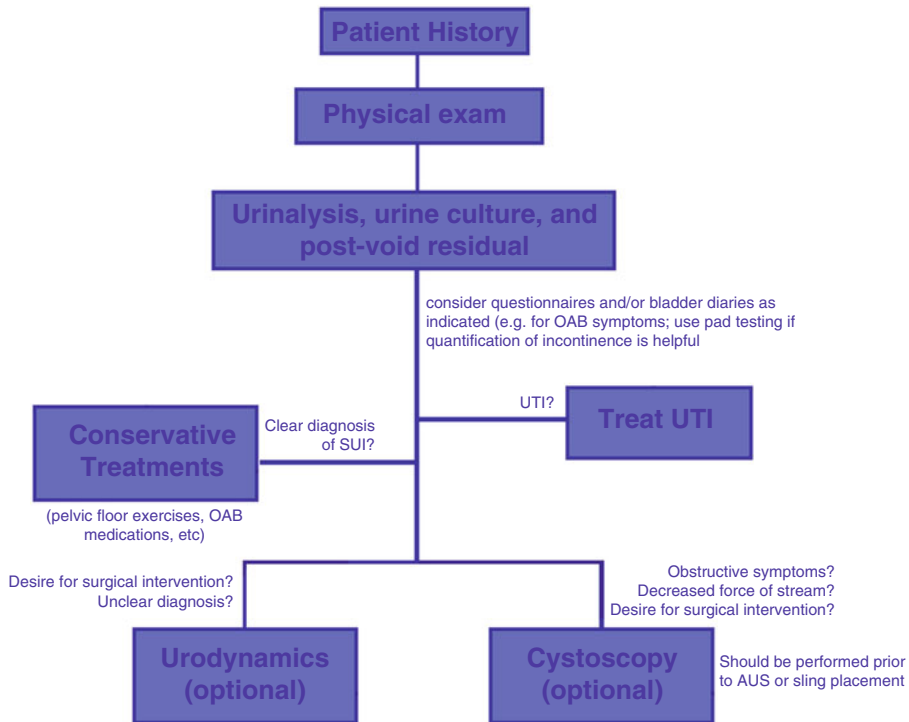 Patient History
Physical exam
Urinalysis, urine culture, and
post-void residual
consider questionnaires and/or bladder diaries as
indicated (e.g. for OAB symptoms; use pad testing if
quantification of incontinence is helpful
UTI?
Treat UTI
Clear diagnosis
of SUI?
Conservative
Treatments
(pelvic floor exercises, OAB
medications, etc)
Desire for surgical intervention?
Unclear diagnosis?
Urodynamics
(optional)
Obstructive symptoms?
Decreased force of stream?
Desire for surgical intervention?
Cystoscopy
(optional)
Should be performed prior
to AUS or sling placement